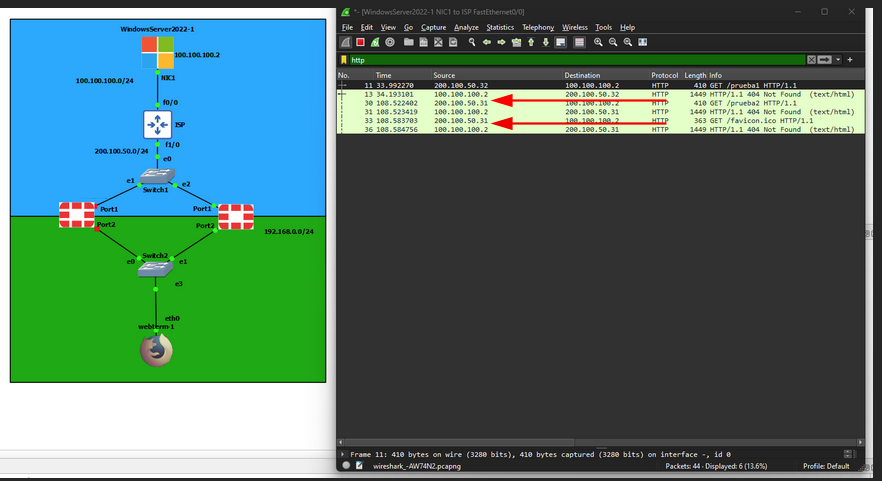 WindowsServer2022-1
100.100.100.2
NIC1
100.100.100.0/24
f0/0
ISP
f1/0
200.100.50.0/24
e0
e1
e2
Switch1
Port1
Port1
Port2
Port2
192.168.0.0/24
Switch2
e0
e1
e3
eth0
webterm-1
*- [WindowsServer2022-1 NIC1 to ISP FastEthernet0/0]
File Edit View Go Capture Analyze Statistics Telephony Wireless Tools Help
http
No. Time Source Destination Protocol Length Info
11 33.992270 200.100.50.32 100.100.100.2 HTTP 410 GET /prueba1 HTTP/1.1
13 34.193101 100.100.100.2 200.100.50.32 HTTP 1449 HTTP/1.1 404 Not Found (text/html)
30 108.522402 200.100.50.31 100.100.100.2 HTTP 410 GET /prueba2 HTTP/1.1
31 108.523419 100.100.100.2 200.100.50.31 HTTP 1449 HTTP/1.1 404 Not Found (text/html)
33 108.583703 200.100.50.31 100.100.100.2 HTTP 363 GET /favicon.ico HTTP/1.1
36 108.584756 100.100.100.2 200.100.50.31 HTTP 1449 HTTP/1.1 404 Not Found (text/html)
Frame 11: 410 bytes on wire (3280 bits), 410 bytes captured (3280 bits) on interface -, id 0
wireshark_-AW74N2.pcapng Packets: 44 · Displayed: 6 (13.6%) Profile: Default